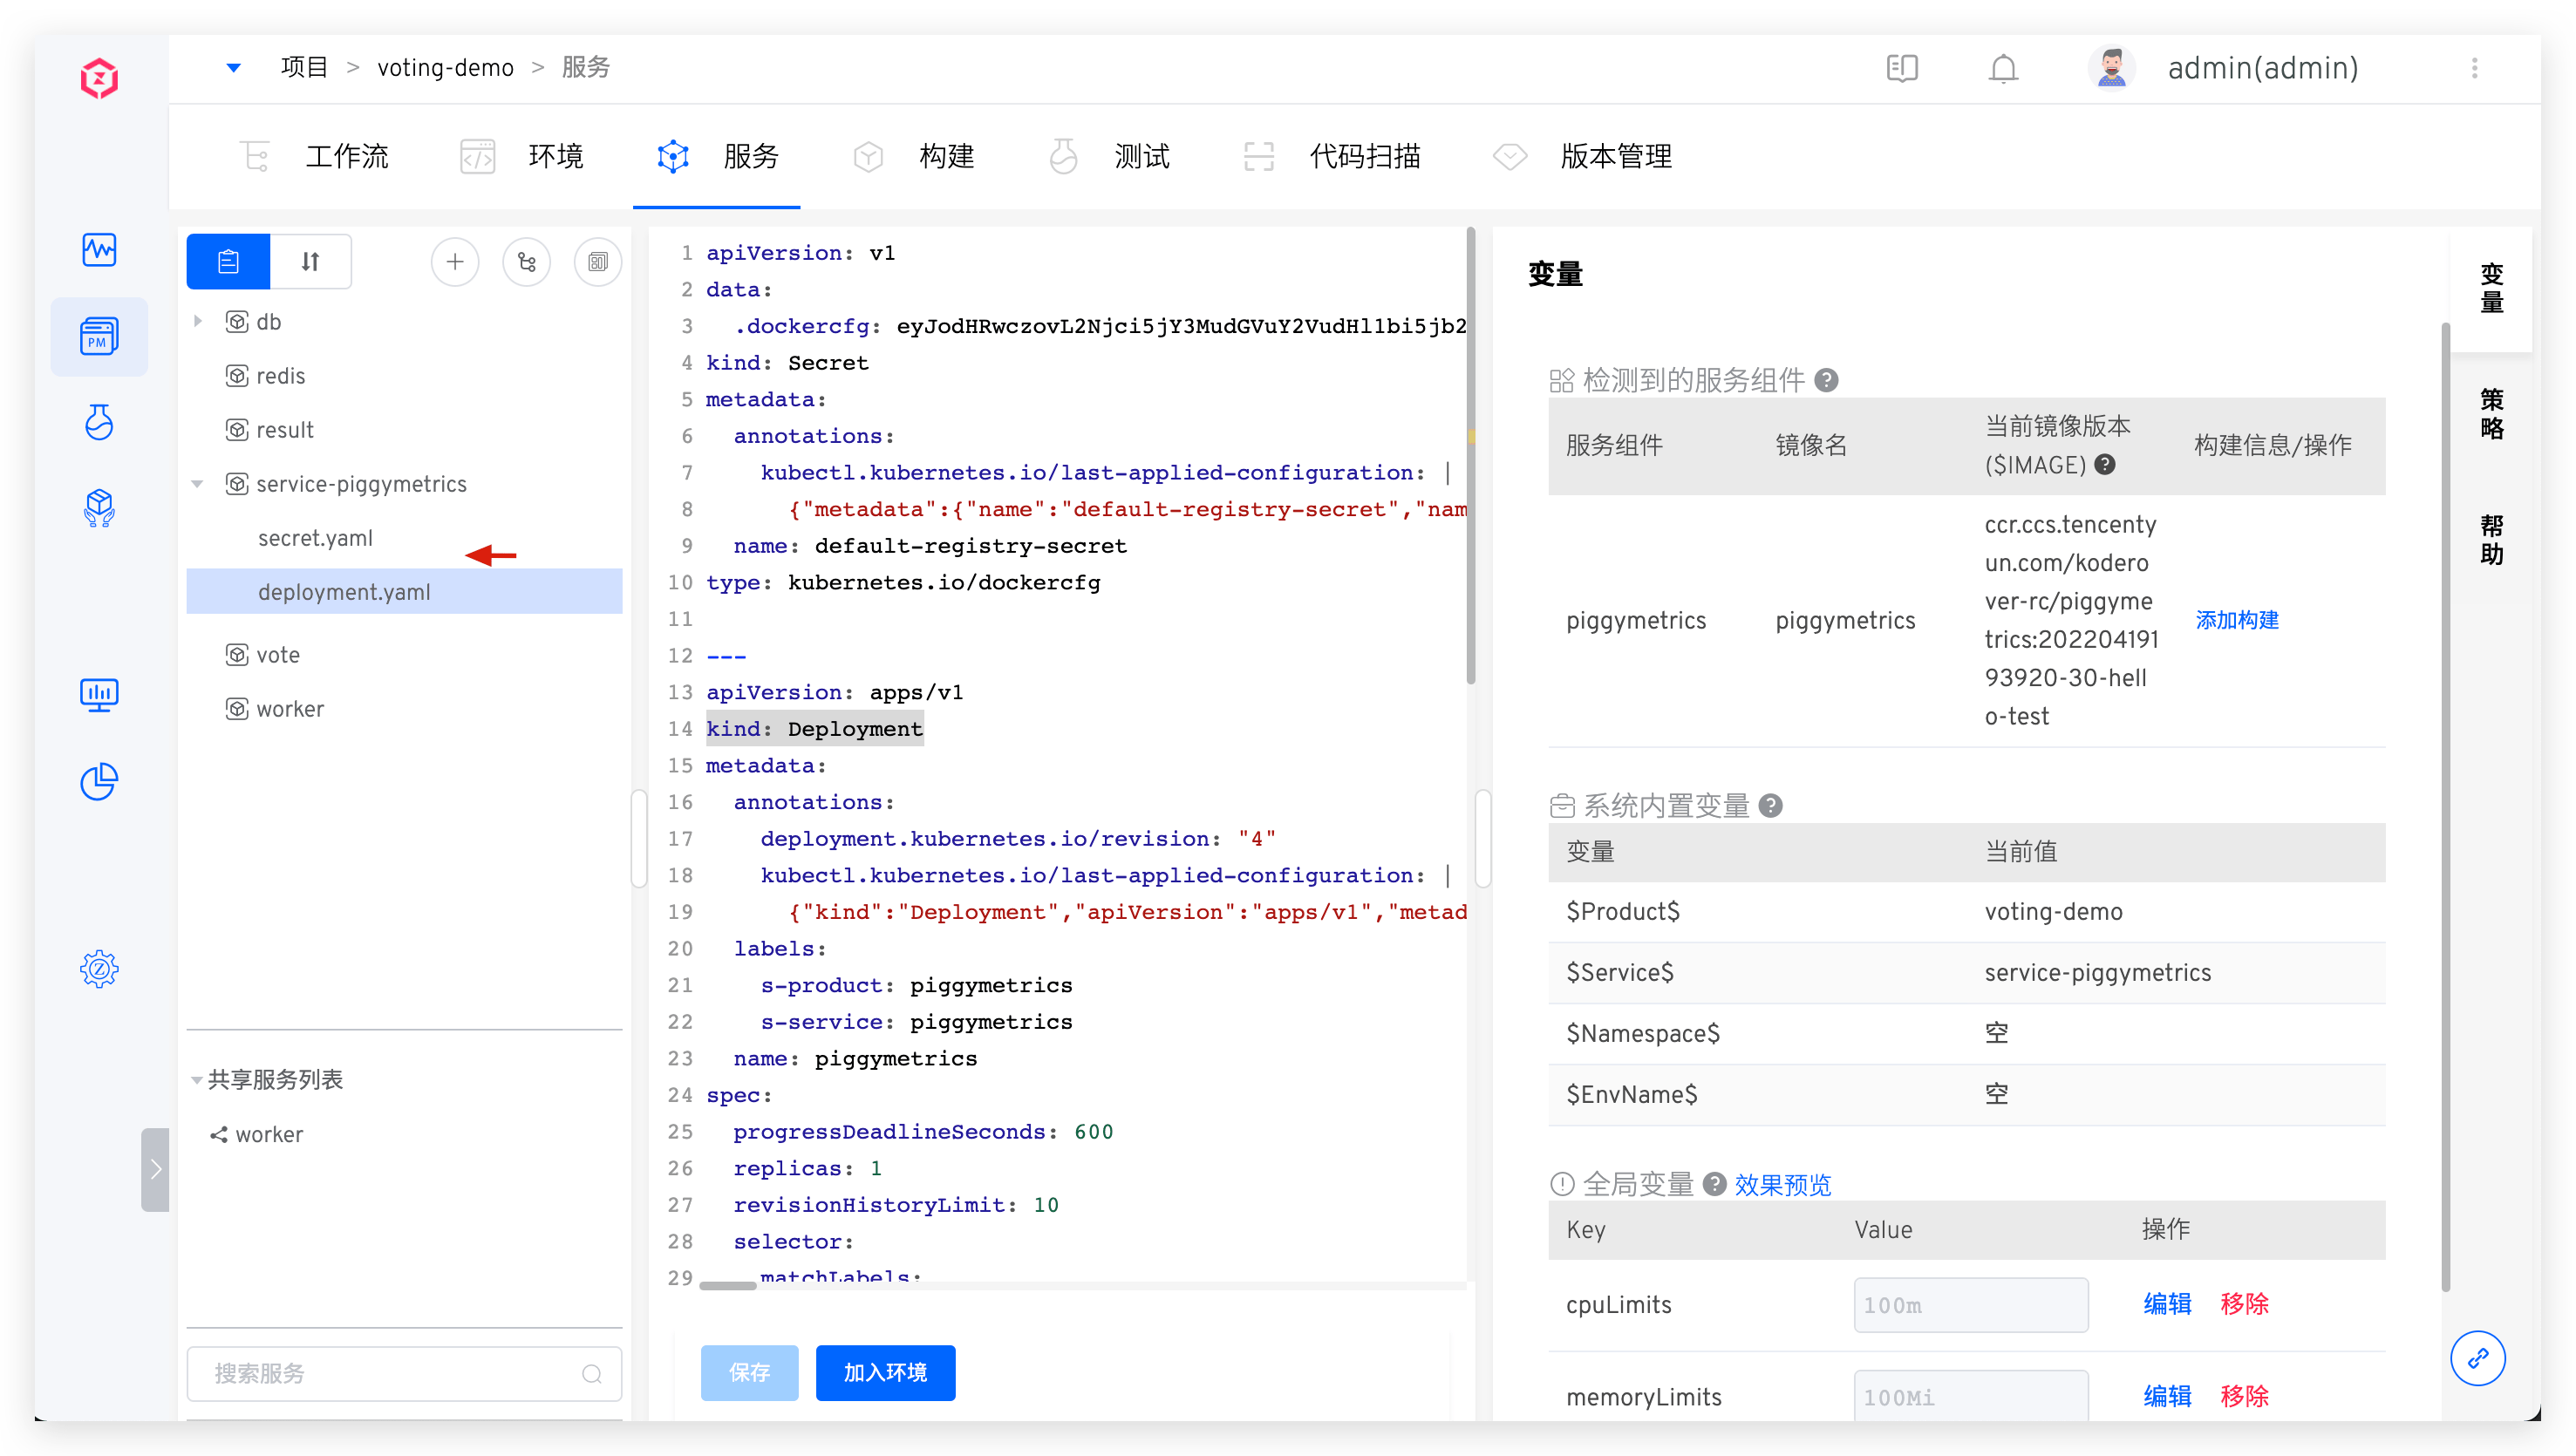 项目 > voting-demo > 服务
admin(admin)
工作流
环境
服务
构建
测试
代码扫描
版本管理
PM
db
redis
result
service-piggymetrics
secret.yaml
deployment.yaml
vote
worker
共享服务列表
worker
搜索服务
1 apiVersion: v1
2 data:
3 .dockercfg: eyJodHRwczovL2Njci5jY3MudGVuY2VudHl1bi5jb2
4 kind: Secret
5 metadata:
6 annotations:
7 kubectl.kubernetes.io/last-applied-configuration: |
8 {"metadata":{"name":"default-registry-secret","nam
9 name: default-registry-secret
10 type: kubernetes.io/dockercfg
11
12 ---
13 apiVersion: apps/v1
14 kind: Deployment
15 metadata:
16 annotations:
17 deployment.kubernetes.io/revision: "4"
18 kubectl.kubernetes.io/last-applied-configuration: |
19 {"kind":"Deployment","apiVersion":"apps/v1","metad
20 labels:
21 s-product: piggymetrics
22 s-service: piggymetrics
23 name: piggymetrics
24 spec:
25 progressDeadlineSeconds: 600
26 replicas: 1
27 revisionHistoryLimit: 10
28 selector:
29 matchLabels:
保存
加入环境
变量
检测到的服务组件
服务组件
镜像名
当前镜像版本
($IMAGE)
构建信息/操作
piggymetrics
piggymetrics
ccr.ccs.tencenty
un.com/kodero
ver-rc/piggyme
trics:202204191
93920-30-hell
o-test
添加构建
系统内置变量
变量
当前值
$Product$
voting-demo
$Service$
service-piggymetrics
$Namespace$
空
$EnvName$
空
全局变量
效果预览
Key
Value
操作
cpuLimits
100m
编辑
移除
memoryLimits
100Mi
编辑
移除
变量
策略
帮助